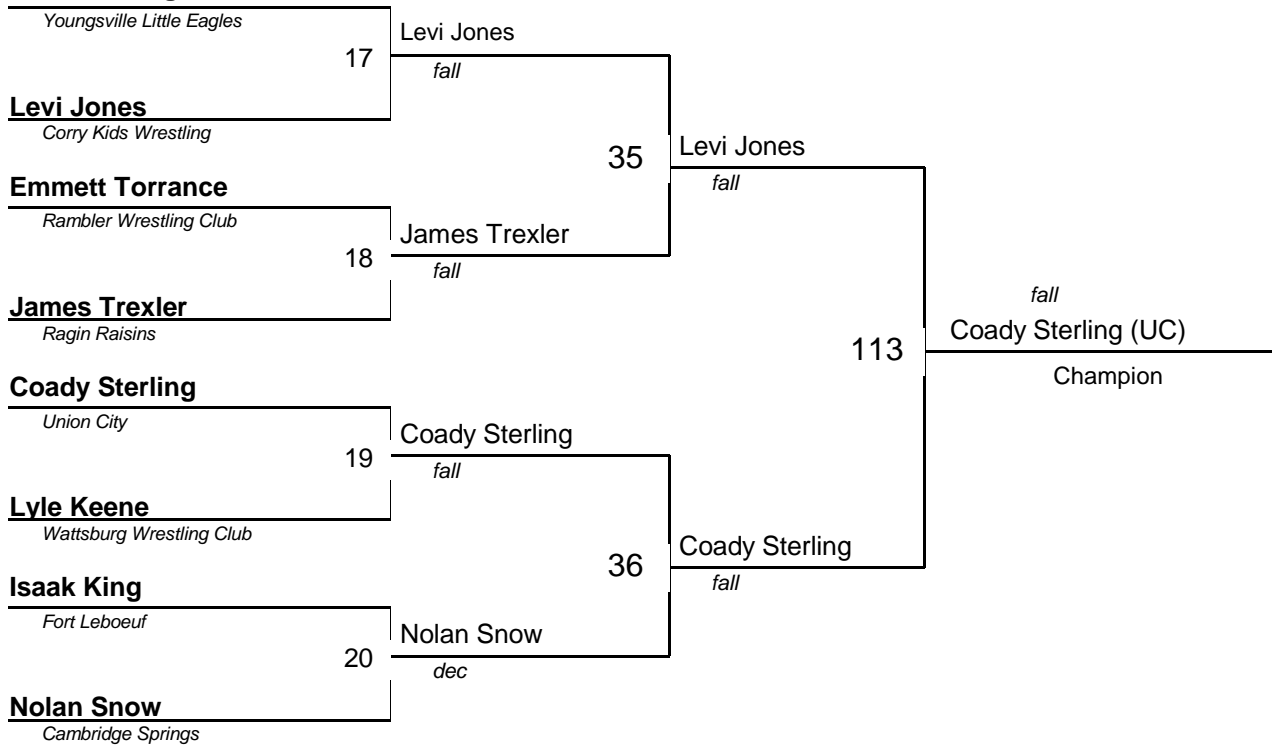 Youngsville Little Eagles
17
Levi Jones
fall
Levi Jones
Corry Kids Wrestling
35
Levi Jones
fall
Emmett Torrance
Rambler Wrestling Club
18
James Trexler
fall
James Trexler
Ragin Raisins
113
fall
Coady Sterling (UC)
Champion
Coady Sterling
Union City
19
Coady Sterling
fall
Lyle Keene
Wattsburg Wrestling Club
36
Coady Sterling
fall
Isaak King
Fort Leboeuf
20
Nolan Snow
dec
Nolan Snow
Cambridge Springs